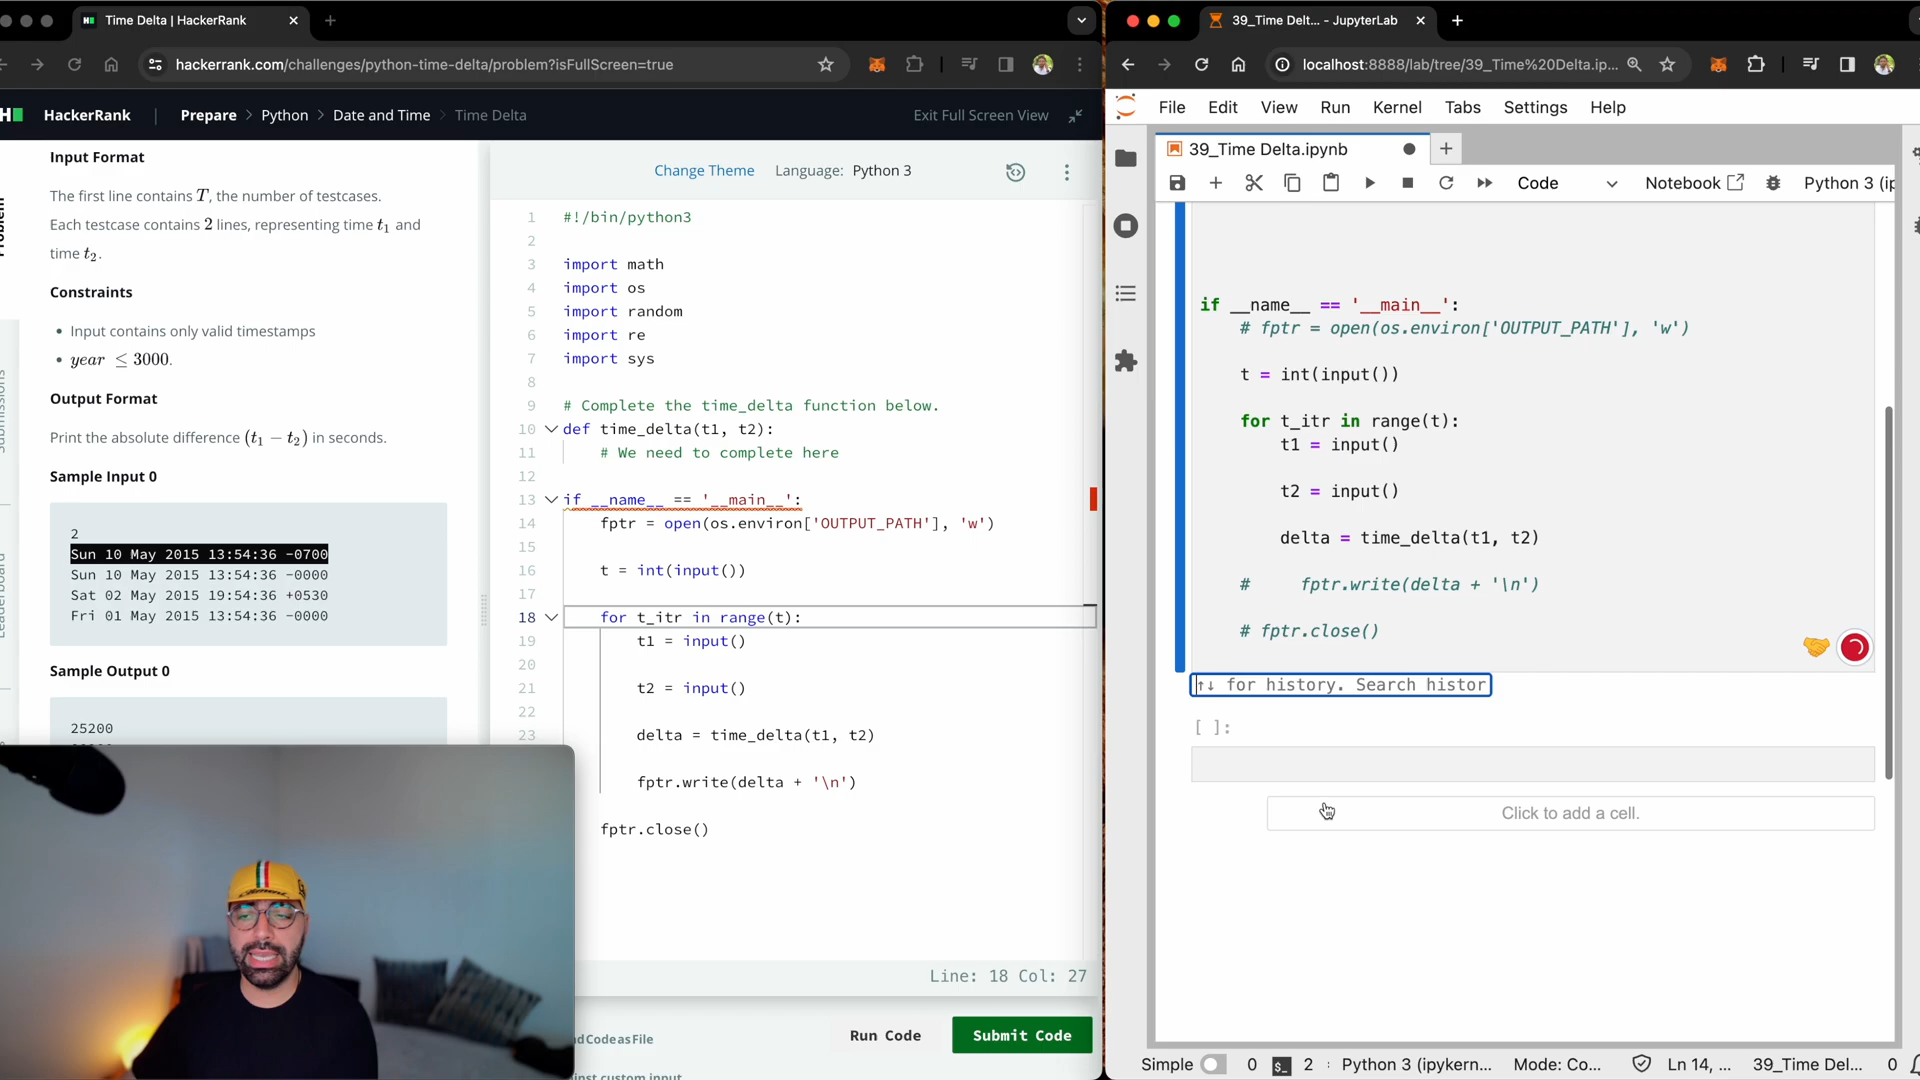 Time Delta | HackerRank
hackerrank.com/challenges/python-time-delta/problem?isFullScreen=true
HackerRank
Prepare > Python > Date and Time > Time Delta
Exit Full Screen View
Problem
Submissions
Leaderboard
Input Format
The first line contains T, the number of testcases.
Each testcase contains 2 lines, representing time t1 and
time t2.
Constraints
• Input contains only valid timestamps
• year ≤ 3000.
Output Format
Print the absolute difference (t1 − t2) in seconds.
Sample Input 0
2
Sun 10 May 2015 13:54:36 -0700
Sun 10 May 2015 13:54:36 -0000
Sat 02 May 2015 19:54:36 +0530
Fri 01 May 2015 13:54:36 -0000
Sample Output 0
25200
Change Theme Language: Python 3
1 #!/bin/python3
2
3 import math
4 import os
5 import random
6 import re
7 import sys
8
9 # Complete the time_delta function below.
10 def time_delta(t1, t2):
11 # We need to complete here
12
13 if __name__ == '__main__':
14 fptr = open(os.environ['OUTPUT_PATH'], 'w')
15
16 t = int(input())
17
18 for t_itr in range(t):
19 t1 = input()
20
21 t2 = input()
22
23 delta = time_delta(t1, t2)
fptr.write(delta + '\n')
fptr.close()
Line: 18 Col: 27
d Code as File
Run Code
Submit Code
inst custom input
39_Time Delt... - JupyterLab
localhost:8888/lab/tree/39_Time%20Delta.ip...
File Edit View Run Kernel Tabs Settings Help
39_Time Delta.ipynb
Code Notebook Python 3 (ip
if __name__ == '__main__':
# fptr = open(os.environ['OUTPUT_PATH'], 'w')
t = int(input())
for t_itr in range(t):
t1 = input()
t2 = input()
delta = time_delta(t1, t2)
# fptr.write(delta + '\n')
# fptr.close()
↑↓ for history. Search histor
[ ]:
Click to add a cell.
Simple 0 2 Python 3 (ipykern... Mode: Co... Ln 14, ... 39_Time Del... 0